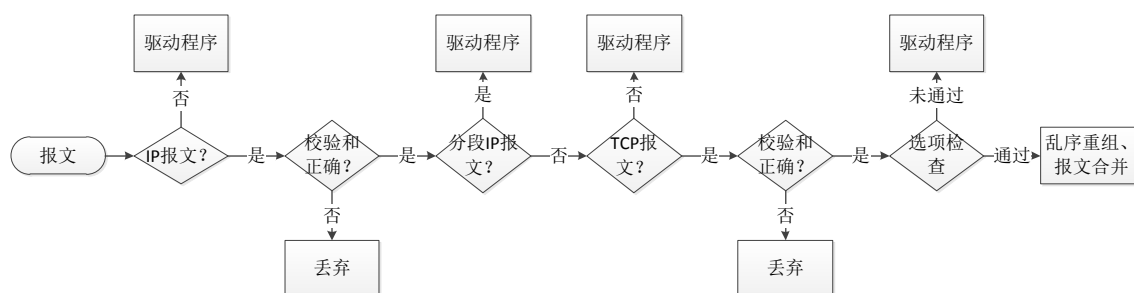 驱动程序
驱动程序
驱动程序
驱动程序
否
是
否
未通过
报文
IP报文?
是
校验和
正确?
是
分段IP报
文?
否
TCP报
文?
是
校验和
正确?
是
选项检
查
通过
乱序重组、
报文合并
否
否
丢弃
丢弃